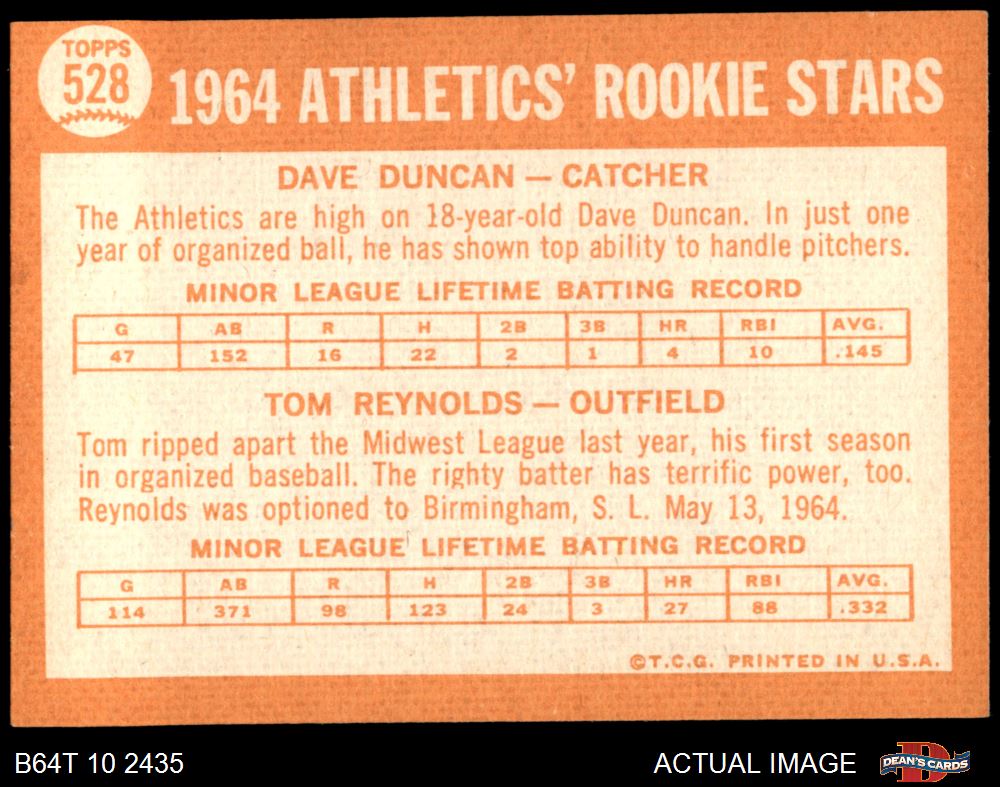 TOPPS
528
1964 ATHLETICS' ROOKIE STARS
DAVE DUNCAN — CATCHER
The Athletics are high on 18-year-old Dave Duncan. In just one
year of organized ball, he has shown top ability to handle pitchers.
MINOR LEAGUE LIFETIME BATTING RECORD
G AB R H 2B 3B HR RBI AVG.
47 152 16 22 2 1 4 10 .145
TOM REYNOLDS — OUTFIELD
Tom ripped apart the Midwest League last year, his first season
in organized baseball. The righty batter has terrific power, too.
Reynolds was optioned to Birmingham, S. L. May 13, 1964.
MINOR LEAGUE LIFETIME BATTING RECORD
G AB R H 2B 3B HR RBI AVG.
114 371 98 123 24 3 27 88 .332
©T.C.G. PRINTED IN U.S.A.
B64T 10 2435
ACTUAL IMAGE
DEAN'S CARDS